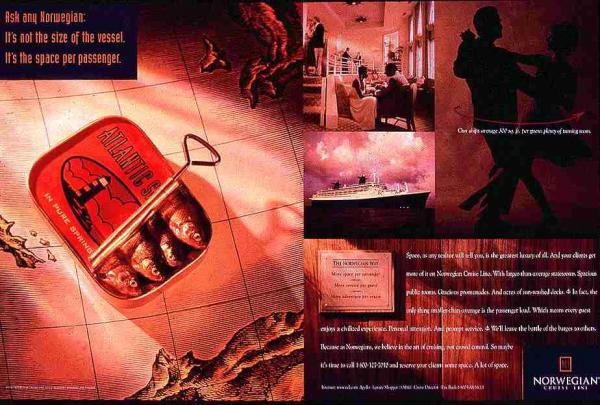 Ask any Norwegian:
It's not the size of the vessel.
It's the space per passenger.
ATLANTIC S
IN PURE SPRING
Our ships average 300 sq. ft. per guest, plenty of turning room.
THE NORWEGIAN WAY
More space per passenger
More service per guest
More adventure per cruise
Space, as any realtor will tell you, is the greatest luxury of all. And your clients get
more of it on Norwegian Cruise Line. With larger-than-average staterooms. Spacious
public rooms. Gracious promenades. And acres of sun-washed decks. In fact, the
only thing smaller-than-average is the passenger load. Which means every guest
enjoys a civilized experience. Personal attention. And prompt service. We'll leave the battle of the barges to others.
Because as Norwegians, we believe in the art of cruising, not crowd control. So maybe
it's time to call and reserve your clients some space. A lot of space.
NORWEGIAN
CRUISE LINE